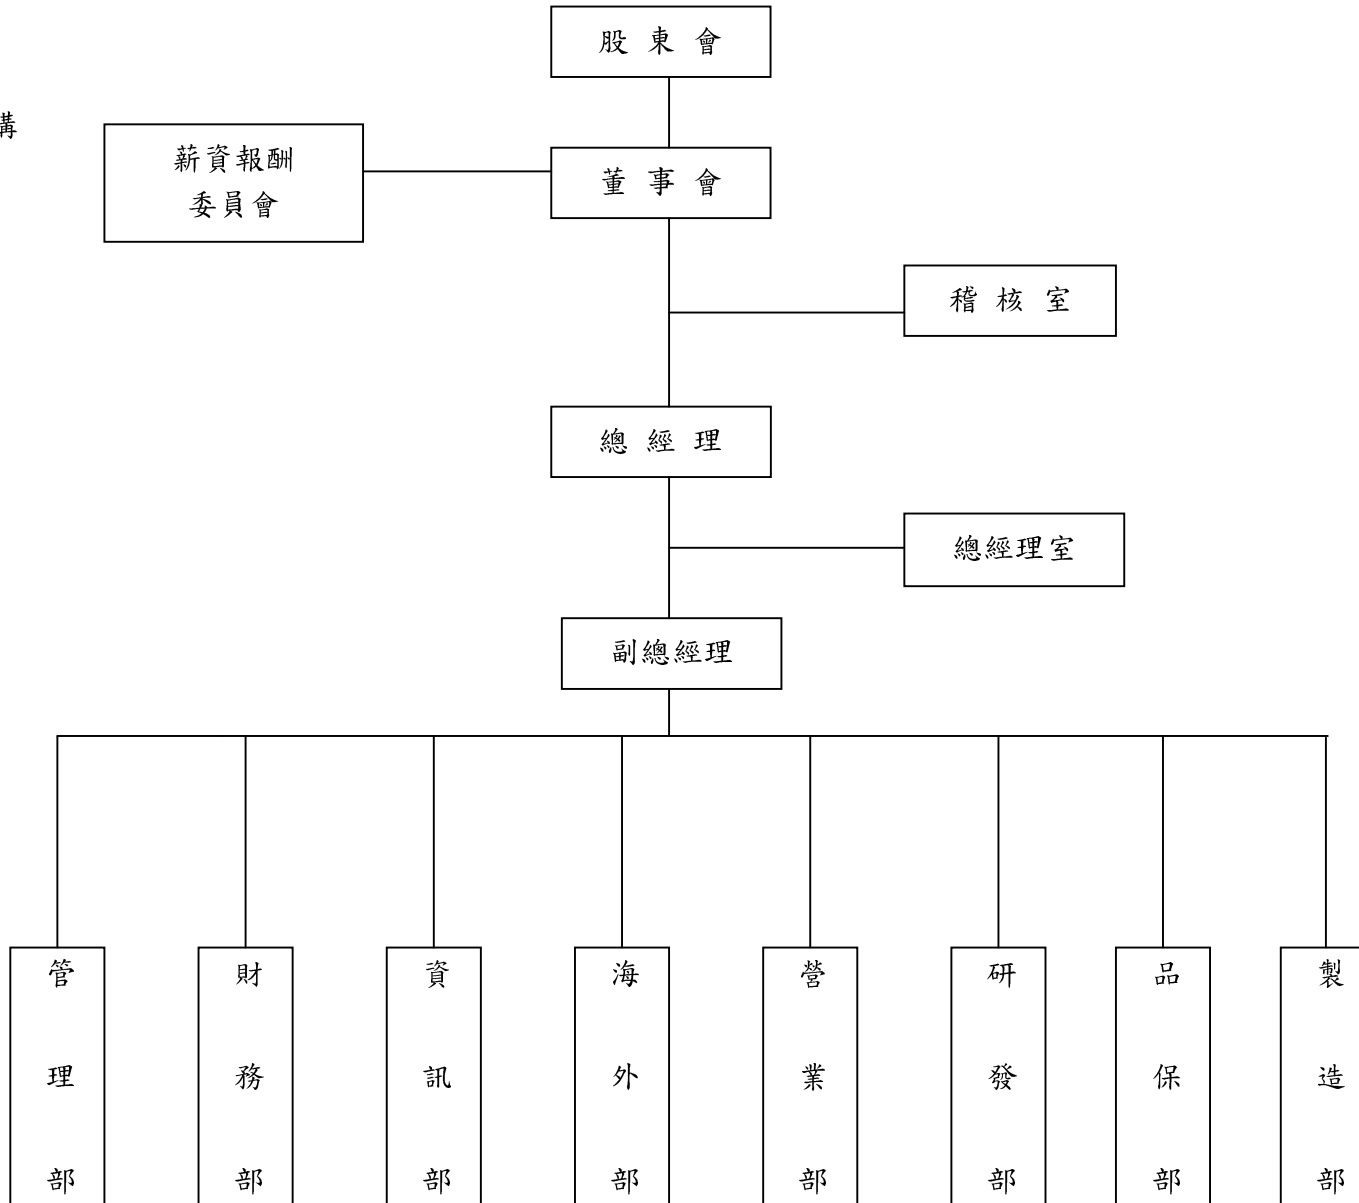 股東會
構
薪資報酬
委員會
董事會
稽核室
總經理
總經理室
副總經理
管理部
財務部
資訊部
海外部
營業部
研發部
品保部
製造部